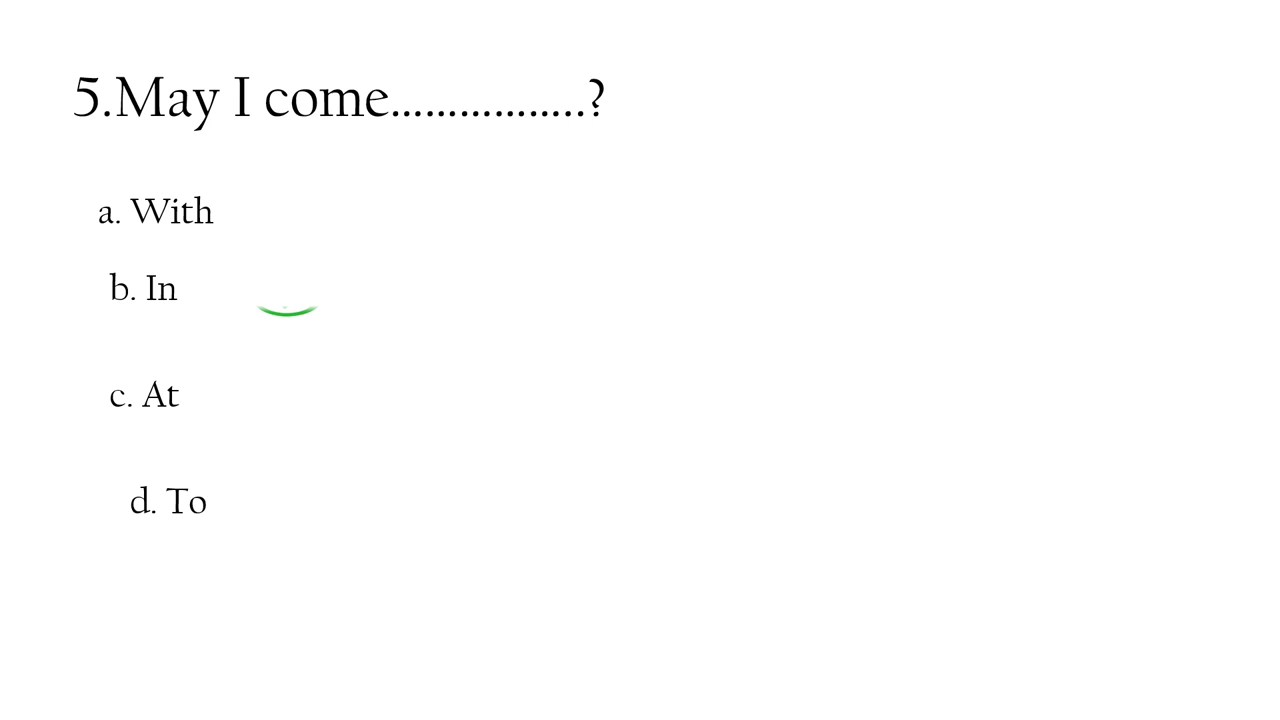 5.May I come.................?
a. With
b. In
c. At
d. To